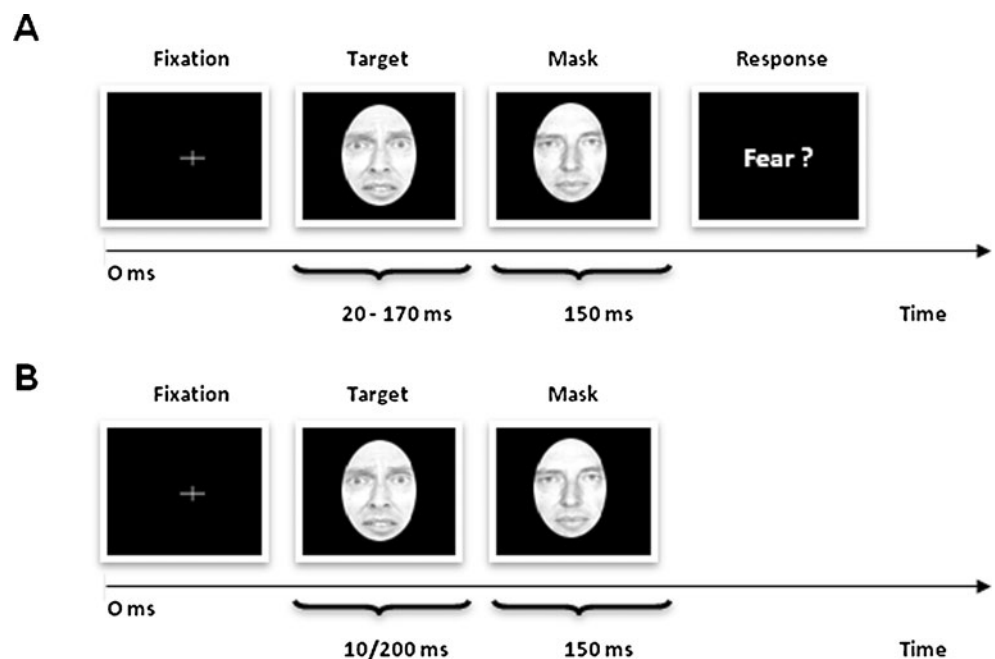 A
Fixation Target Mask Response
Fear ?
O ms
20 - 170 ms 150 ms Time
B
Fixation Target Mask
O ms
10/200 ms 150 ms Time